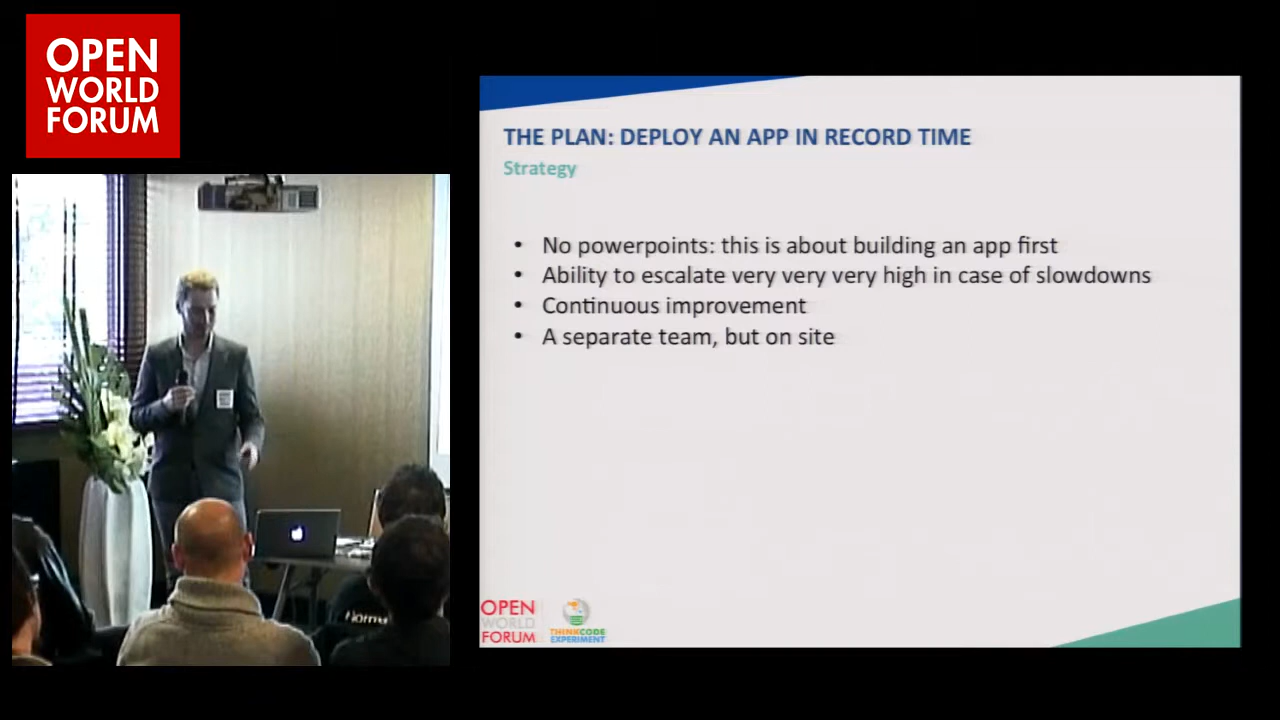 OPEN
WORLD
FORUM
THE PLAN: DEPLOY AN APP IN RECORD TIME
Strategy
• No powerpoints: this is about building an app first
• Ability to escalate very very very high in case of slowdowns
• Continuous improvement
• A separate team, but on site
OPEN
WORLD
FORUM
THINKCODE
EXPERIMENT